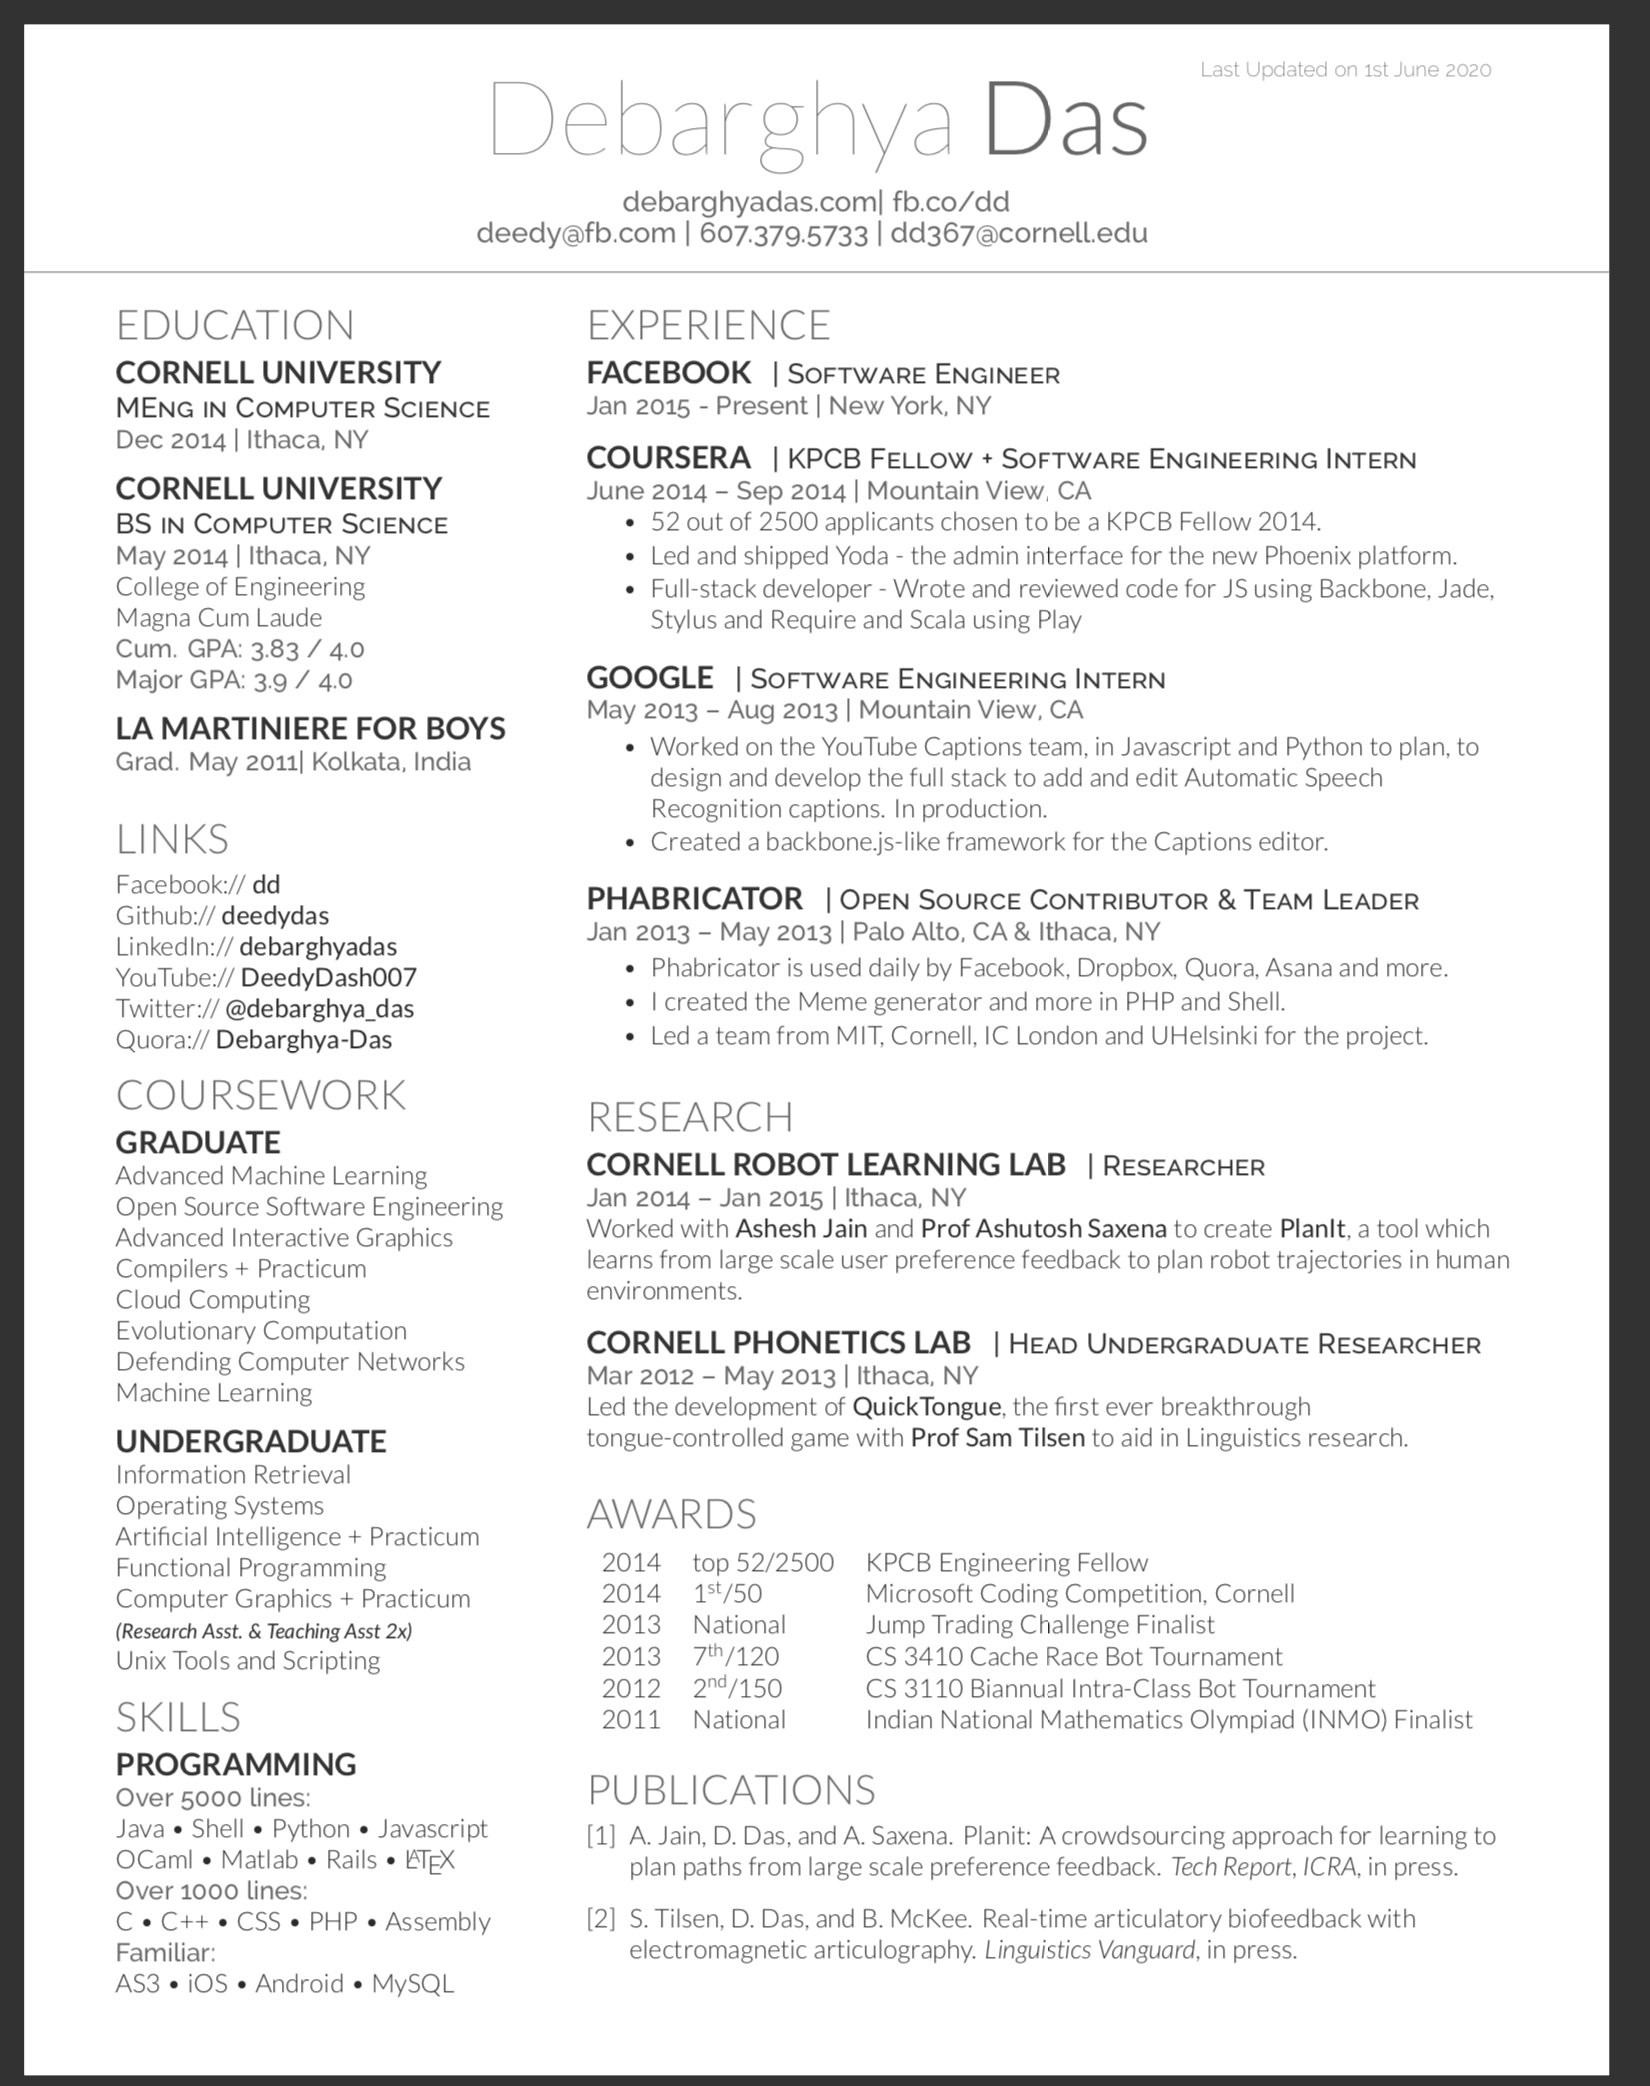 Last Updated on 1st June 2020
Debarghya Das
debarghyadas.com| fb.co/dd
deedy@fb.com | 607.379.5733 | dd367@cornell.edu
EDUCATION
CORNELL UNIVERSITY
MENG IN COMPUTER SCIENCE
Dec 2014 | Ithaca, NY
CORNELL UNIVERSITY
BS IN COMPUTER SCIENCE
May 2014 | Ithaca, NY
College of Engineering
Magna Cum Laude
Cum. GPA: 3.83 / 4.0
Major GPA: 3.9 / 4.0
LA MARTINIERE FOR BOYS
Grad. May 2011| Kolkata, India
LINKS
Facebook:// dd
Github:// deedydas
LinkedIn:// debarghyadas
YouTube:// DeedyDash007
Twitter:// @debarghya_das
Quora:// Debarghya-Das
COURSEWORK
GRADUATE
Advanced Machine Learning
Open Source Software Engineering
Advanced Interactive Graphics
Compilers + Practicum
Cloud Computing
Evolutionary Computation
Defending Computer Networks
Machine Learning
UNDERGRADUATE
Information Retrieval
Operating Systems
Artificial Intelligence + Practicum
Functional Programming
Computer Graphics + Practicum
(Research Asst. & Teaching Asst 2x)
Unix Tools and Scripting
SKILLS
PROGRAMMING
Over 5000 lines:
Java • Shell • Python • Javascript
OCaml • Matlab • Rails • LATEX
Over 1000 lines:
C • C++ • CSS • PHP • Assembly
Familiar:
AS3 • iOS • Android • MySQL
EXPERIENCE
FACEBOOK | SOFTWARE ENGINEER
Jan 2015 - Present | New York, NY
COURSERA | KPCB FELLOW + SOFTWARE ENGINEERING INTERN
June 2014 – Sep 2014 | Mountain View, CA
• 52 out of 2500 applicants chosen to be a KPCB Fellow 2014.
• Led and shipped Yoda - the admin interface for the new Phoenix platform.
• Full-stack developer - Wrote and reviewed code for JS using Backbone, Jade,
Stylus and Require and Scala using Play
GOOGLE | SOFTWARE ENGINEERING INTERN
May 2013 – Aug 2013 | Mountain View, CA
• Worked on the YouTube Captions team, in Javascript and Python to plan, to
design and develop the full stack to add and edit Automatic Speech
Recognition captions. In production.
• Created a backbone.js-like framework for the Captions editor.
PHABRICATOR | OPEN SOURCE CONTRIBUTOR & TEAM LEADER
Jan 2013 – May 2013 | Palo Alto, CA & Ithaca, NY
• Phabricator is used daily by Facebook, Dropbox, Quora, Asana and more.
• I created the Meme generator and more in PHP and Shell.
• Led a team from MIT, Cornell, IC London and UHelsinki for the project.
RESEARCH
CORNELL ROBOT LEARNING LAB | RESEARCHER
Jan 2014 – Jan 2015 | Ithaca, NY
Worked with Ashesh Jain and Prof Ashutosh Saxena to create PlanIt, a tool which
learns from large scale user preference feedback to plan robot trajectories in human
environments.
CORNELL PHONETICS LAB | HEAD UNDERGRADUATE RESEARCHER
Mar 2012 – May 2013 | Ithaca, NY
Led the development of QuickTongue, the first ever breakthrough
tongue-controlled game with Prof Sam Tilsen to aid in Linguistics research.
AWARDS
2014 top 52/2500 KPCB Engineering Fellow
2014 1st/50 Microsoft Coding Competition, Cornell
2013 National Jump Trading Challenge Finalist
2013 7th/120 CS 3410 Cache Race Bot Tournament
2012 2nd/150 CS 3110 Biannual Intra-Class Bot Tournament
2011 National Indian National Mathematics Olympiad (INMO) Finalist
PUBLICATIONS
[1] A. Jain, D. Das, and A. Saxena. Planit: A crowdsourcing approach for learning to
plan paths from large scale preference feedback. Tech Report, ICRA, in press.
[2] S. Tilsen, D. Das, and B. McKee. Real-time articulatory biofeedback with
electromagnetic articulography. Linguistics Vanguard, in press.